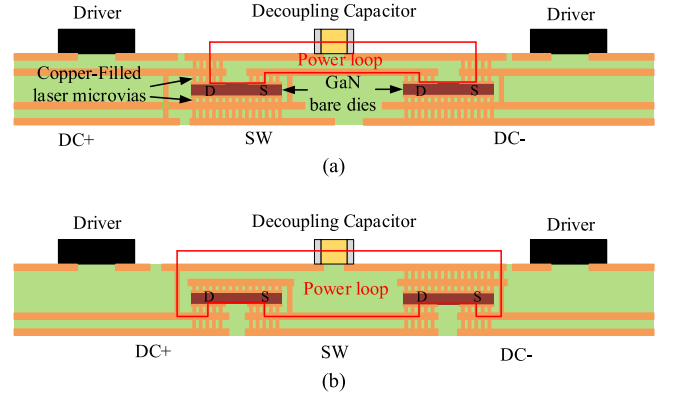 Driver
Decoupling Capacitor
Driver
Copper-Filled
laser microvias
Power loop
GaN
bare dies
D
S
D
S
DC+
SW
DC-
(a)
Driver
Decoupling Capacitor
Driver
Power loop
D
S
D
S
DC+
SW
DC-
(b)